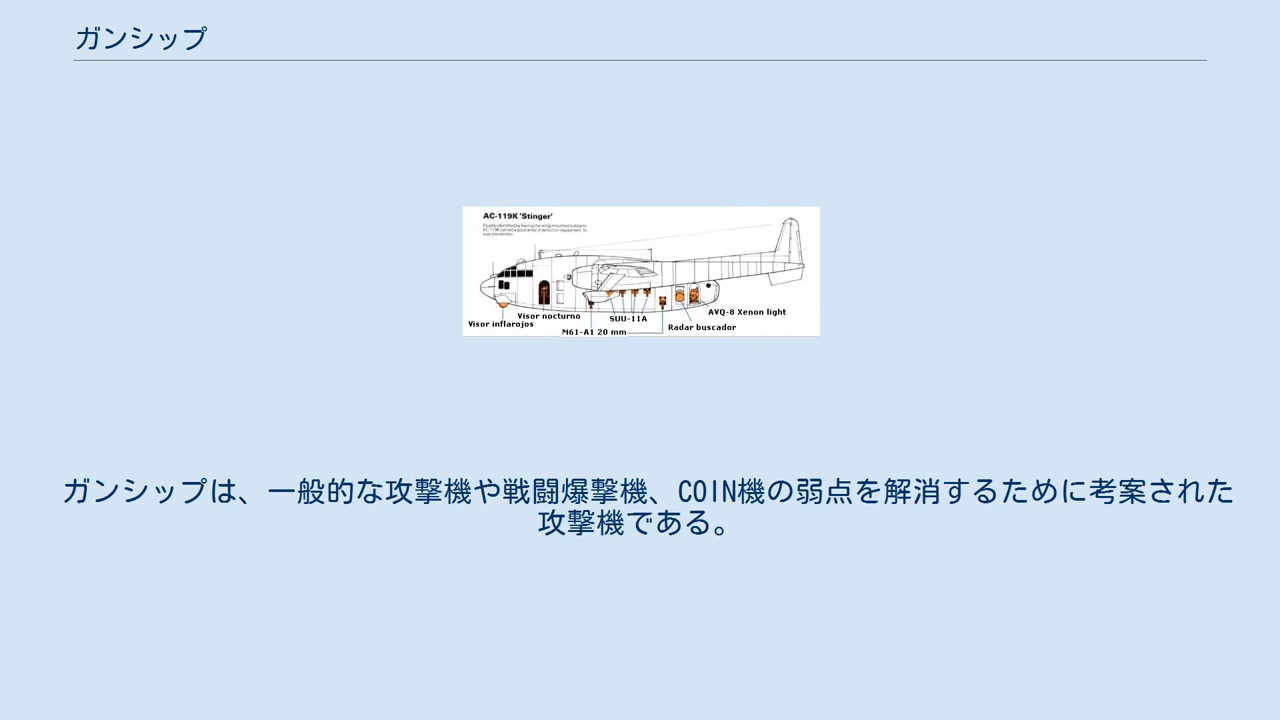 ガンシップ
AC-119K 'Stinger'
Visor nocturno
Visor inflarojos
SUU-11A
M61-A1 20 mm
AVQ-8 Xenon light
Radar buscador
ガンシップは、一般的な攻撃機や戦闘爆撃機、COIN機の弱点を解消するために考案された
攻撃機である。